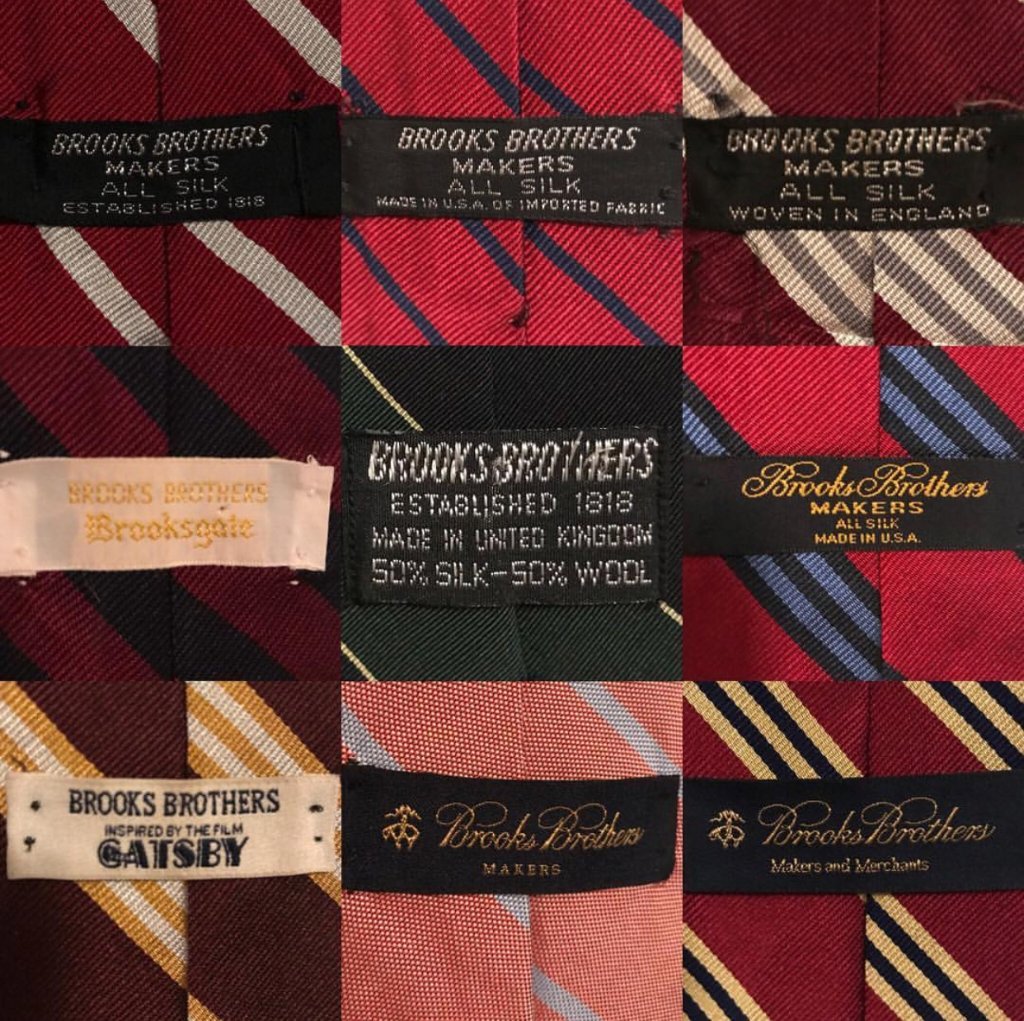 BROOKS BROTHERS
MAKERS
ALL SILK
ESTABLISHED 1818
BROOKS BROTHERS
MAKERS
ALL SILK
MADE IN U.S.A. OF IMPORTED FABRIC
BROOKS BROTHERS
MAKERS
ALL SILK
WOVEN IN ENGLAND
BROOKS BROTHERS
Brooksgate
BROOKS BROTHERS
ESTABLISHED 1818
MADE IN UNITED KINGDOM
50% SILK-50% WOOL
Brooks Brothers
MAKERS
ALL SILK
MADE IN U.S.A.
BROOKS BROTHERS
INSPIRED BY THE FILM
GATSBY
Brooks Brothers
MAKERS
Brooks Brothers
Makers and Merchants